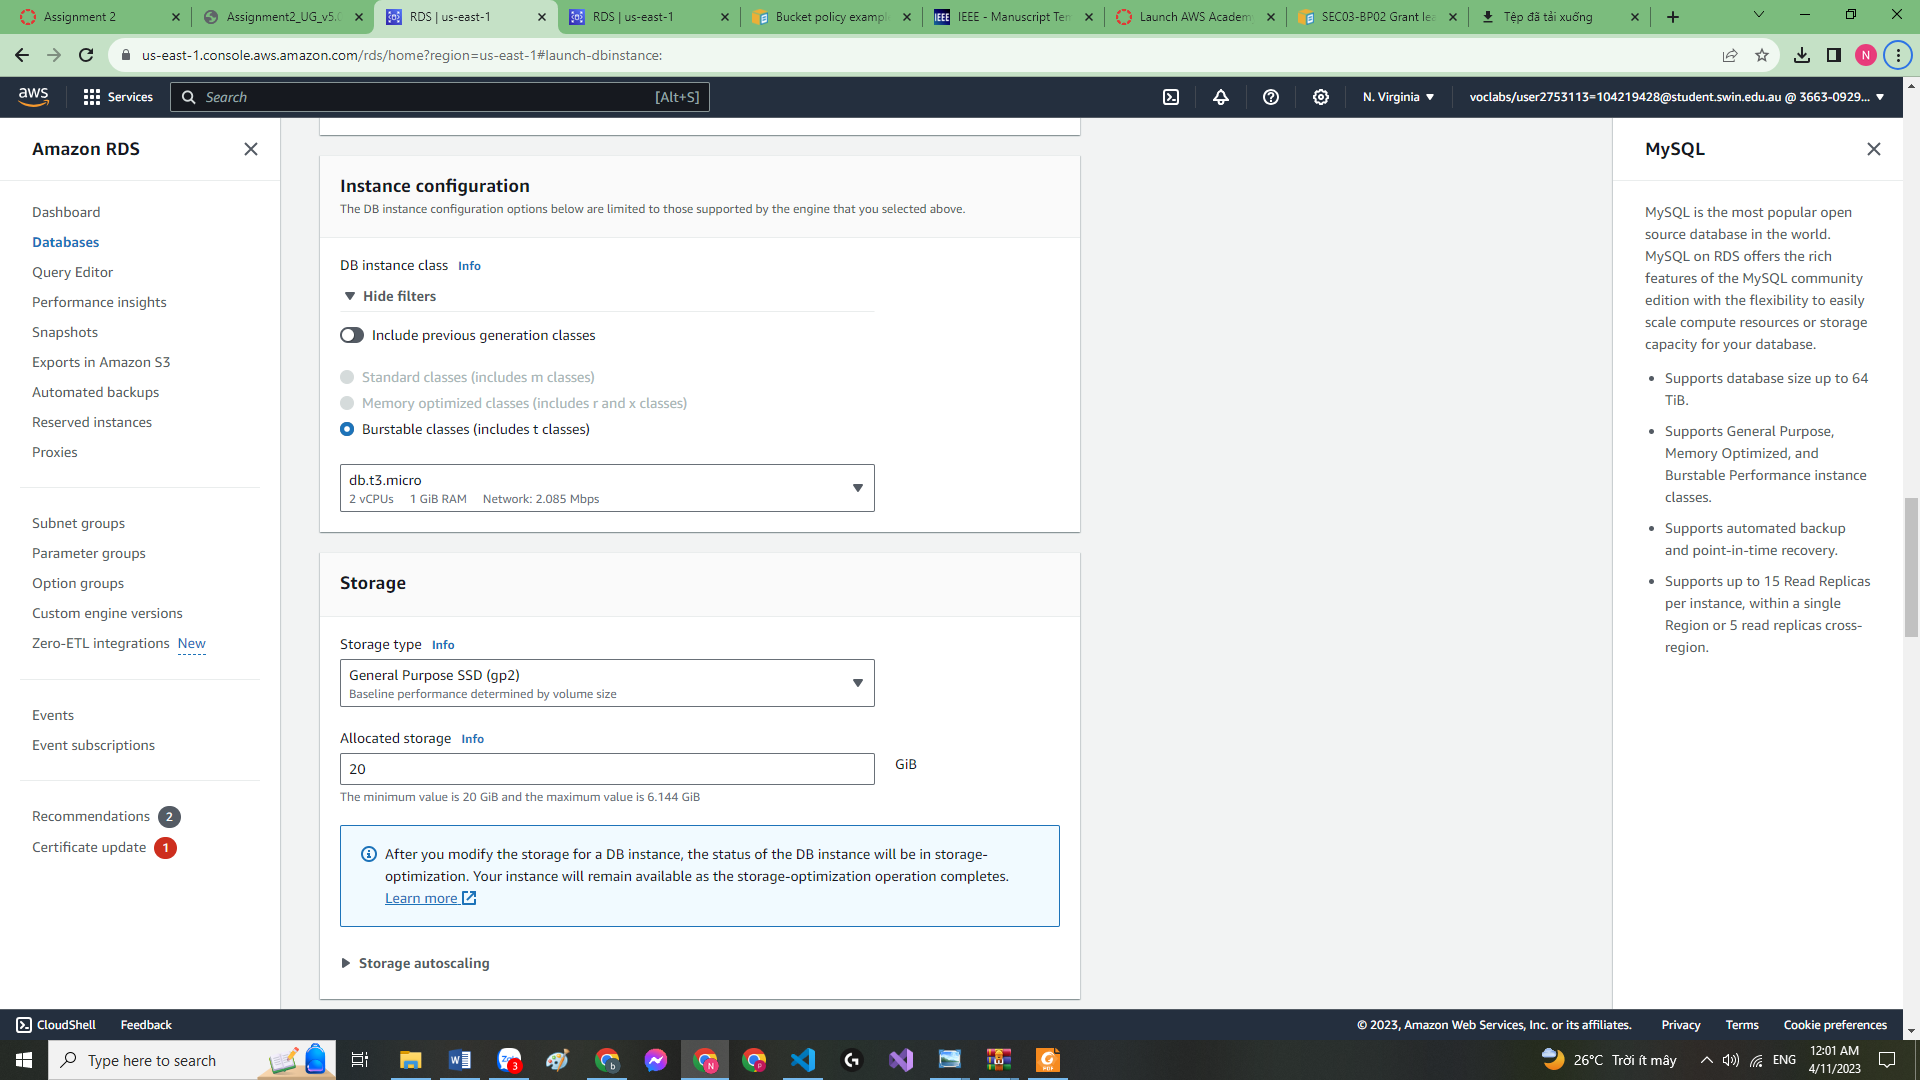 Assignment 2
Assignment2_UG_v5.
RDS | us-east-1
RDS | us-east-1
Bucket policy example
IEEE - Manuscript Ten
Launch AWS Academ
SEC03-BP02 Grant lea
Tệp đã tải xuống
us-east-1.console.aws.amazon.com/rds/home?region=us-east-1#launch-dbinstance:
N
aws
Services
Search
[Alt+S]
N. Virginia
voclabs/user2753113=104219428@student.swin.edu.au @ 3663-0929...
Amazon RDS
Dashboard
Databases
Query Editor
Performance insights
Snapshots
Exports in Amazon S3
Automated backups
Reserved instances
Proxies
Subnet groups
Parameter groups
Option groups
Custom engine versions
Zero-ETL integrations New
Events
Event subscriptions
Recommendations 2
Certificate update 1
Instance configuration
The DB instance configuration options below are limited to those supported by the engine that you selected above.
DB instance class Info
Hide filters
Include previous generation classes
Standard classes (includes m classes)
Memory optimized classes (includes r and x classes)
Burstable classes (includes t classes)
db.t3.micro
2 vCPUs 1 GiB RAM Network: 2.085 Mbps
Storage
Storage type Info
General Purpose SSD (gp2)
Baseline performance determined by volume size
Allocated storage Info
20
GiB
The minimum value is 20 GiB and the maximum value is 6.144 GiB
After you modify the storage for a DB instance, the status of the DB instance will be in storage-
optimization. Your instance will remain available as the storage-optimization operation completes.
Learn more
Storage autoscaling
MySQL
MySQL is the most popular open
source database in the world.
MySQL on RDS offers the rich
features of the MySQL community
edition with the flexibility to easily
scale compute resources or storage
capacity for your database.
• Supports database size up to 64
TiB.
• Supports General Purpose,
Memory Optimized, and
Burstable Performance instance
classes.
• Supports automated backup
and point-in-time recovery.
• Supports up to 15 Read Replicas
per instance, within a single
Region or 5 read replicas cross-
region.
CloudShell
Feedback
© 2023, Amazon Web Services, Inc. or its affiliates.
Privacy
Terms
Cookie preferences
Type here to search
26°C Trời ít mây
ENG
12:01 AM
4/11/2023